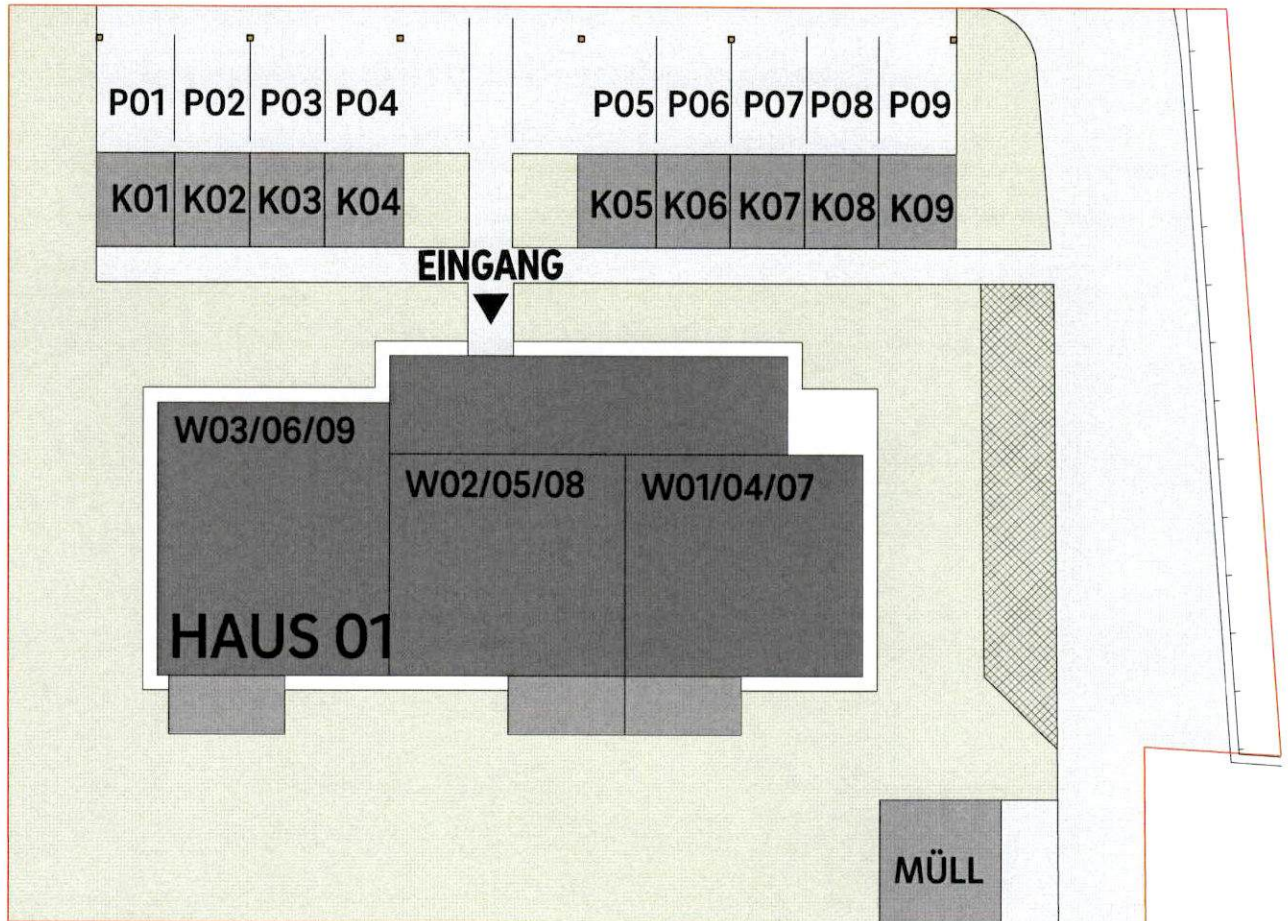 P01 P02 P03 P04 P05 P06 P07 P08 P09
K01 K02 K03 K04 K05 K06 K07 K08 K09
EINGANG
W03/06/09
W02/05/08 W01/04/07
HAUS 01
MÜLL